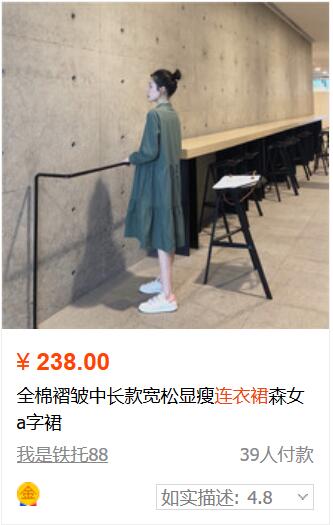 ¥ 238.00
全棉褶皱中长款宽松显瘦连衣裙森女
a字裙
我是铁托88 39人付款
金
如实描述: 4.8